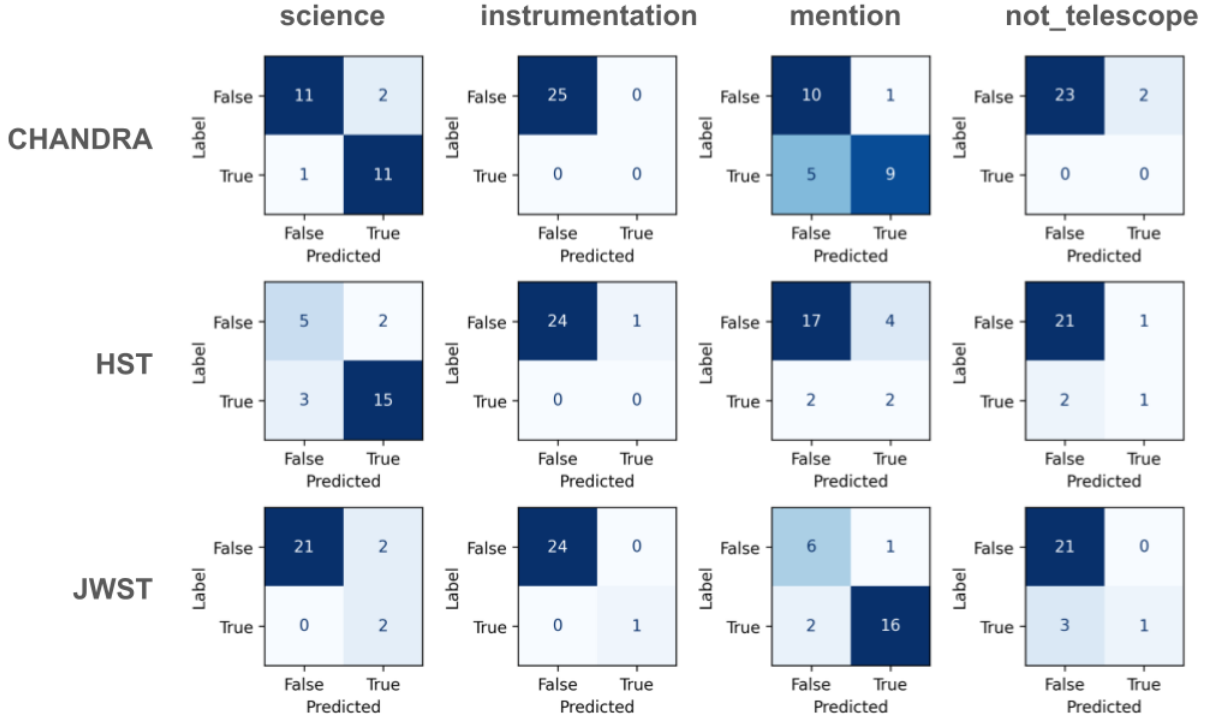 science instrumentation mention not_telescope
CHANDRA
Label False 11 2 Label False 25 0 Label False 10 1 Label False 23 2
True 1 11 True 0 0 True 5 9 True 0 0
False True False True False True False True
Predicted Predicted Predicted Predicted
HST
Label False 5 2 Label False 24 1 Label False 17 4 Label False 21 1
True 3 15 True 0 0 True 2 2 True 2 1
False True False True False True False True
Predicted Predicted Predicted Predicted
JWST
Label False 21 2 Label False 24 0 Label False 6 1 Label False 21 0
True 0 2 True 0 1 True 2 16 True 3 1
False True False True False True False True
Predicted Predicted Predicted Predicted